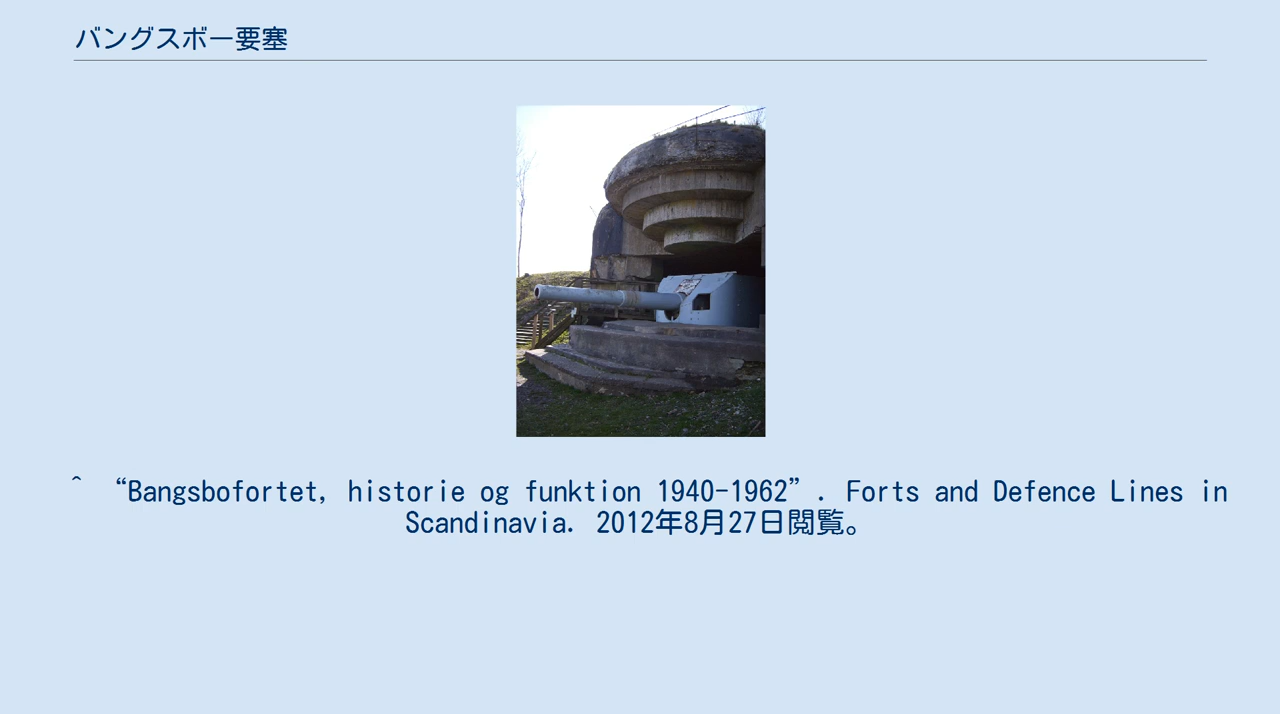 バングスボー要塞
^ “Bangsbofortet, historie og funktion 1940-1962”. Forts and Defence Lines in
Scandinavia. 2012年8月27日閲覧。